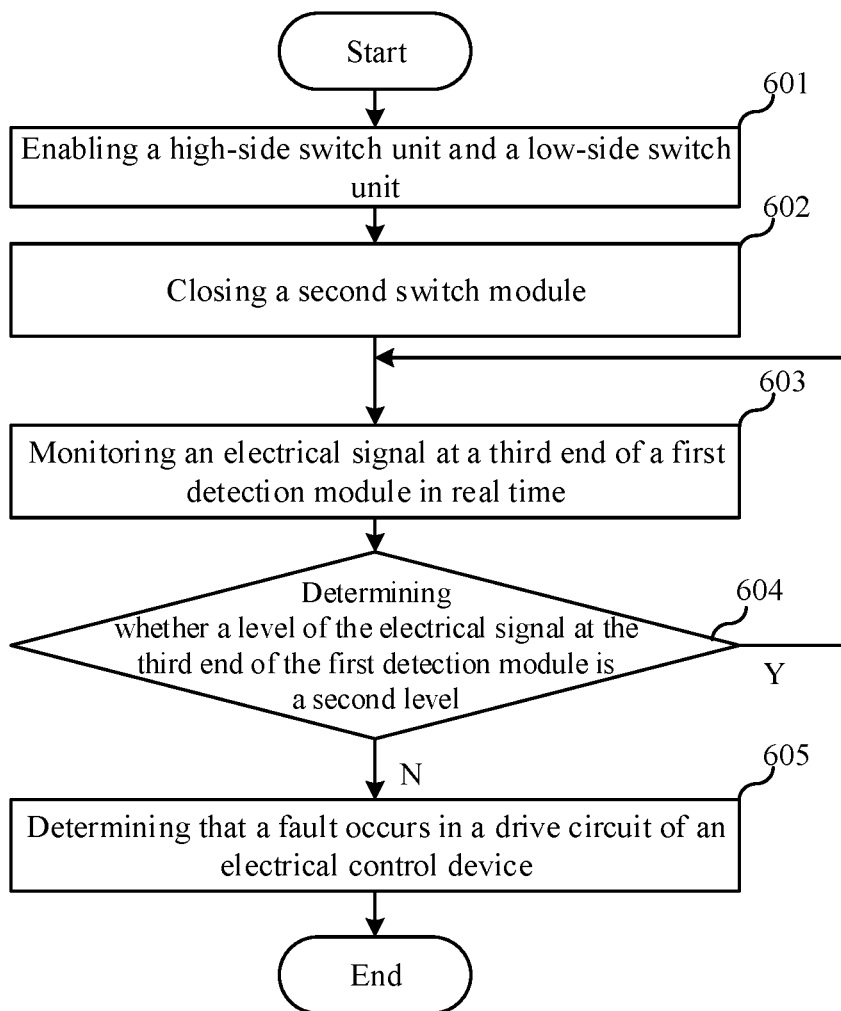 Start
601
Enabling a high-side switch unit and a low-side switch
unit
602
Closing a second switch module
603
Monitoring an electrical signal at a third end of a first
detection module in real time
604
Determining
whether a level of the electrical signal at the
third end of the first detection module is
a second level
Y
N
605
Determining that a fault occurs in a drive circuit of an
electrical control device
End